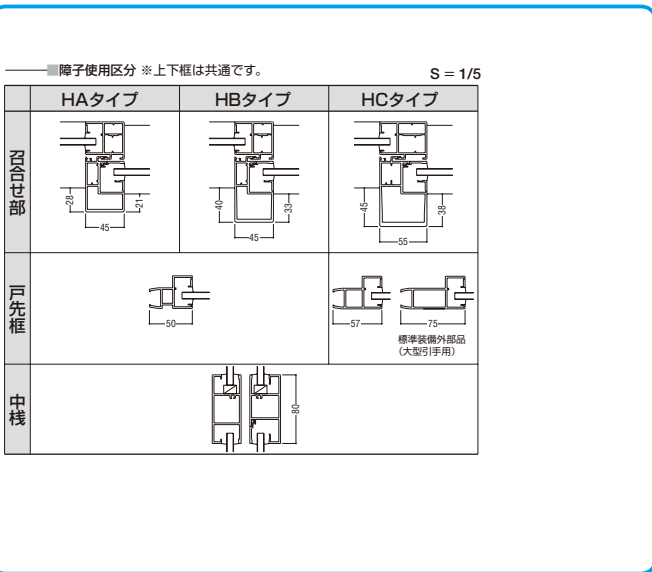 ■障子使用区分 ※上下框は共通です。
S = 1/5
HAタイプ HBタイプ HCタイプ
召合せ部
28 21 45
40 33 45
45 38 55
戸先框
50
57 75
標準装備外部品
（大型引手用）
中桟
80